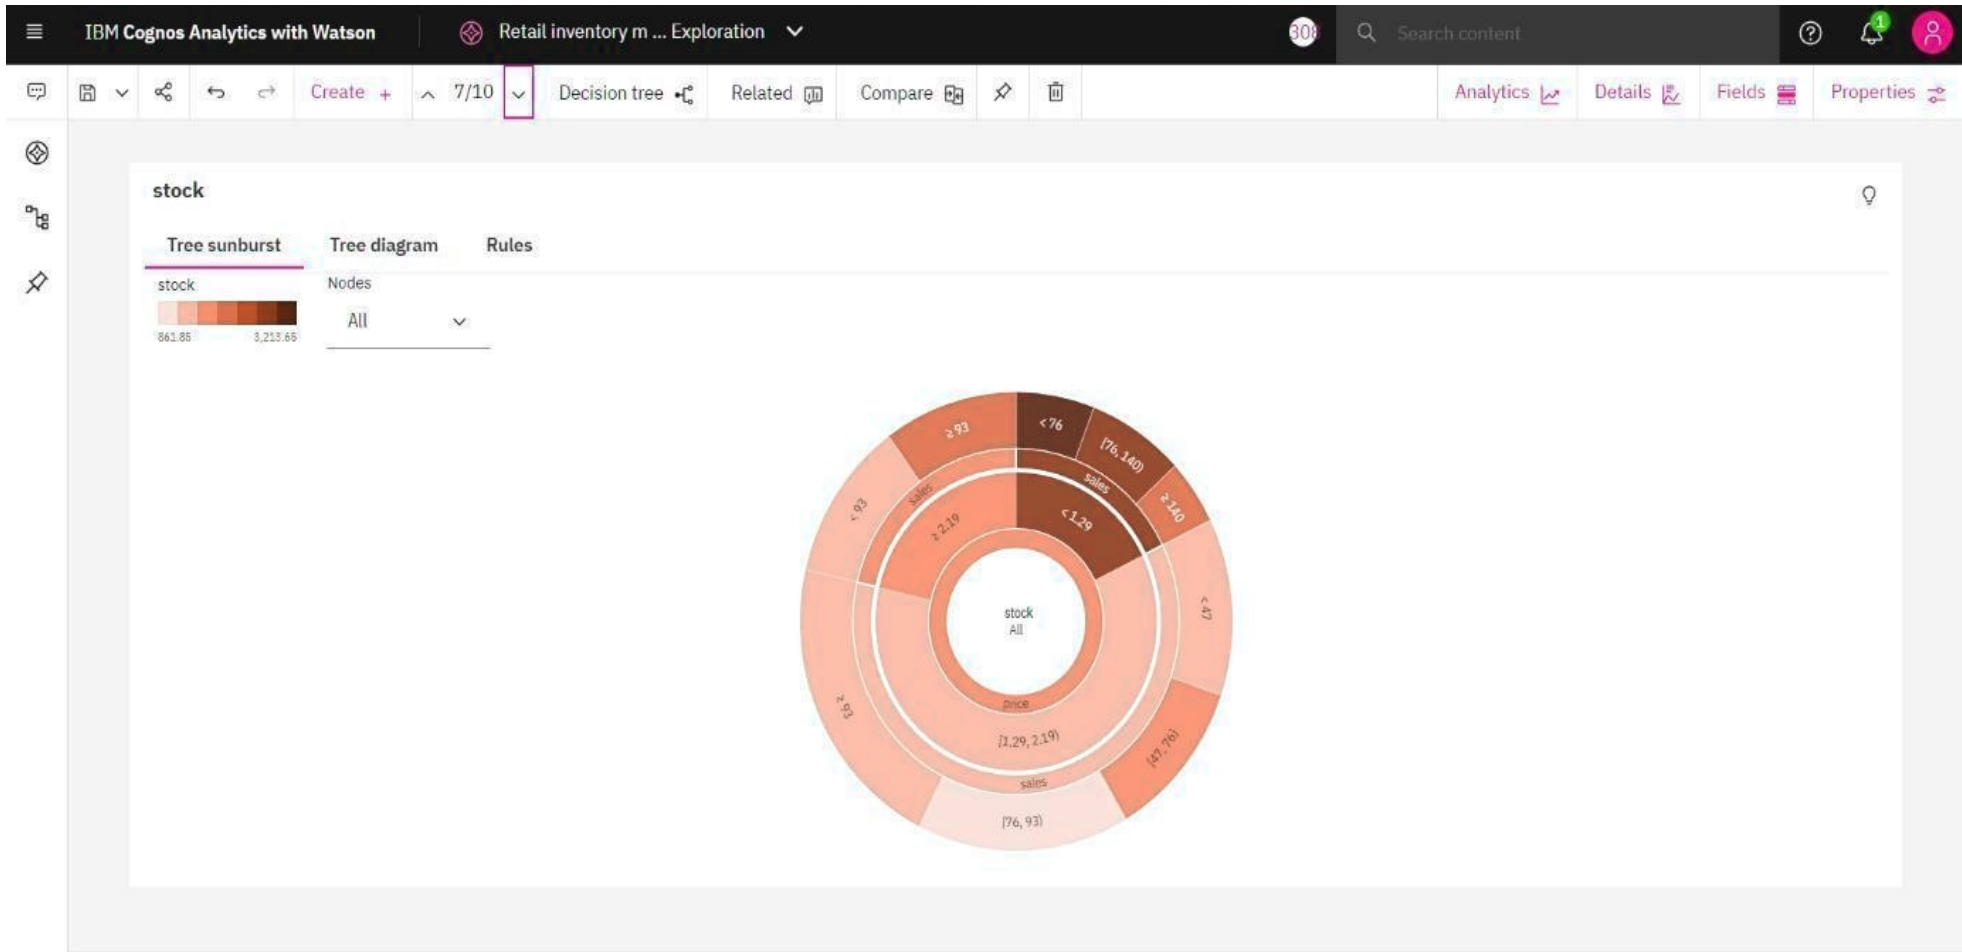 IBM Cognos Analytics with Watson
Retail inventory m ... Exploration
308
Search content
1
Create +
7/10
Decision tree
Related
Compare
Analytics
Details
Fields
Properties
stock
Tree sunburst
Tree diagram
Rules
stock
Nodes
861.85
3,213.65
All
≥ 93
< 76
[76, 140)
≥ 140
sales
sales
< 93
≥ 2.19
< 1.29
stock
All
< 47
≥ 93
price
[1.29, 2.19)
[47, 76)
sales
[76, 93)